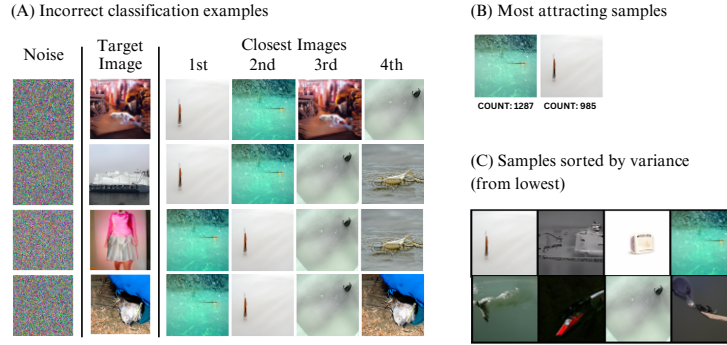 (A) Incorrect classification examples
Noise
Target
Image
Closest Images
1st 2nd 3rd 4th
(B) Most attracting samples
COUNT: 1287 COUNT: 985
(C) Samples sorted by variance
(from lowest)